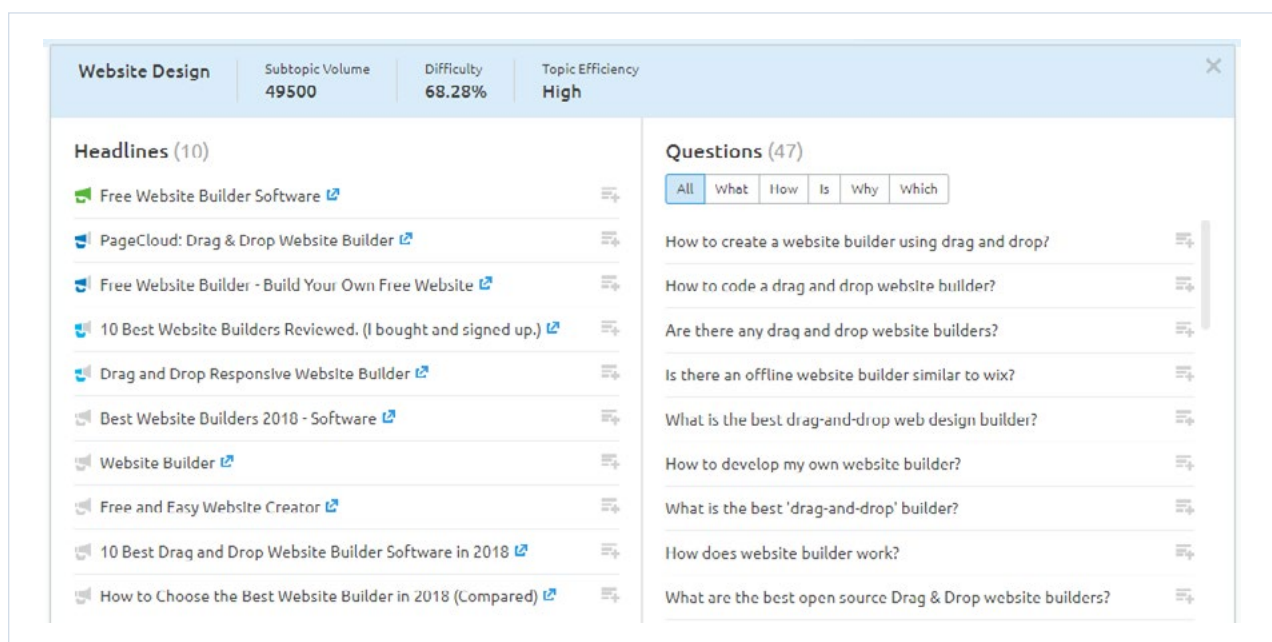 Website Design
Subtopic Volume
49500
Difficulty
68.28%
Topic Efficiency
High
Headlines (10)
Free Website Builder Software
PageCloud: Drag & Drop Website Builder
Free Website Builder - Build Your Own Free Website
10 Best Website Builders Reviewed. (I bought and signed up.)
Drag and Drop Responsive Website Builder
Best Website Builders 2018 - Software
Website Builder
Free and Easy Website Creator
10 Best Drag and Drop Website Builder Software in 2018
How to Choose the Best Website Builder in 2018 (Compared)
Questions (47)
All What How Is Why Which
How to create a website builder using drag and drop?
How to code a drag and drop website builder?
Are there any drag and drop website builders?
Is there an offline website builder similar to wix?
What is the best drag-and-drop web design builder?
How to develop my own website builder?
What is the best 'drag-and-drop' builder?
How does website builder work?
What are the best open source Drag & Drop website builders?